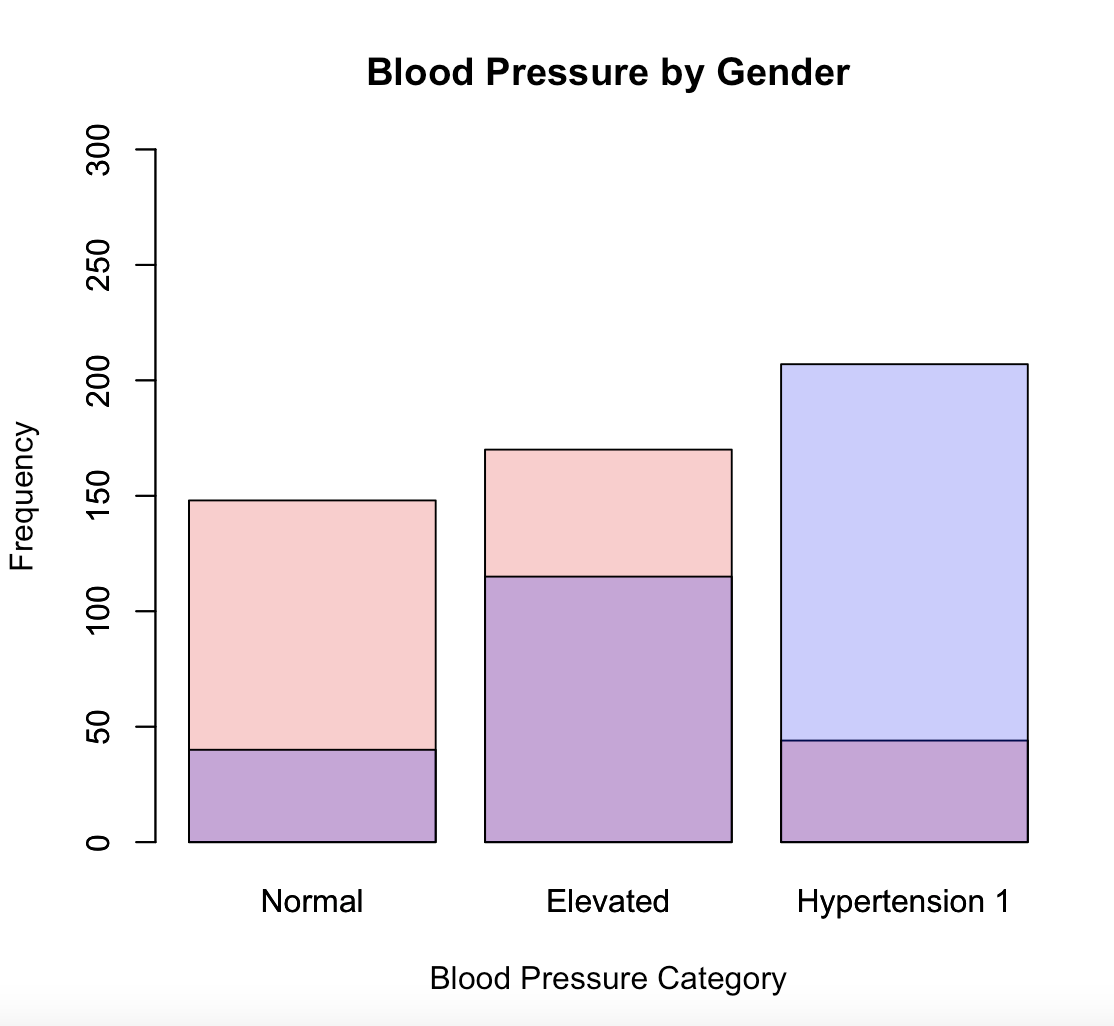 Blood Pressure by Gender
300
250
200
150
100
50
0
Frequency
Normal Elevated Hypertension 1
Blood Pressure Category